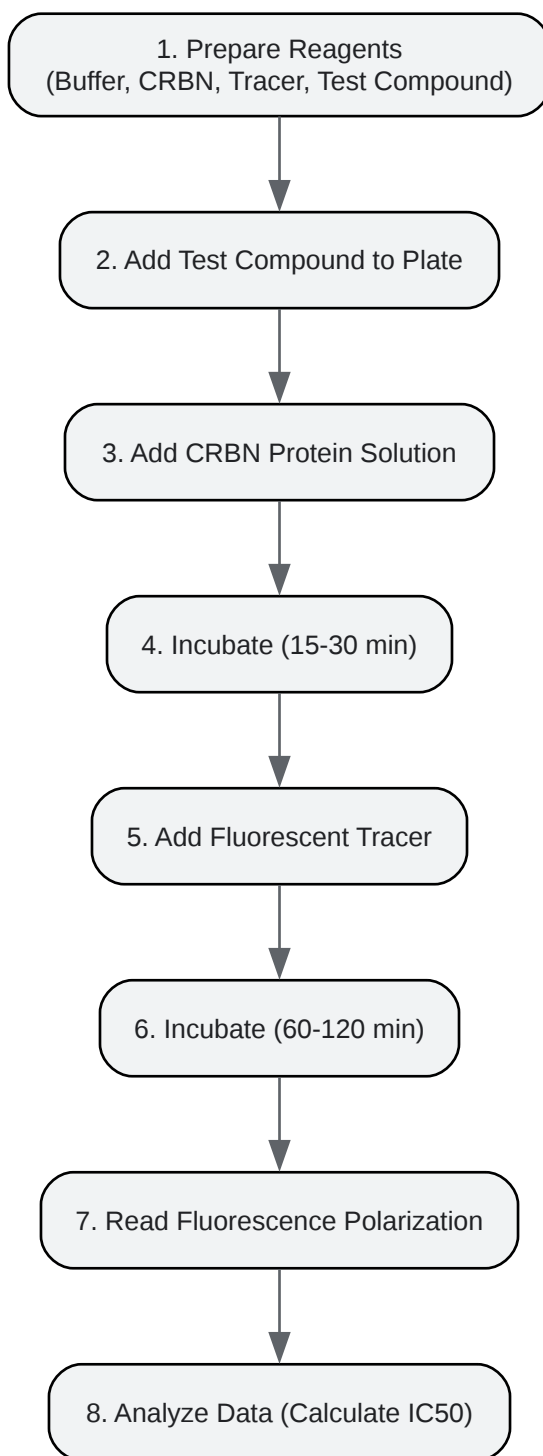 1. Prepare Reagents
(Buffer, CRBN, Tracer, Test Compound)
2. Add Test Compound to Plate
3. Add CRBN Protein Solution
4. Incubate (15-30 min)
5. Add Fluorescent Tracer
6. Incubate (60-120 min)
7. Read Fluorescence Polarization
8. Analyze Data (Calculate IC50)